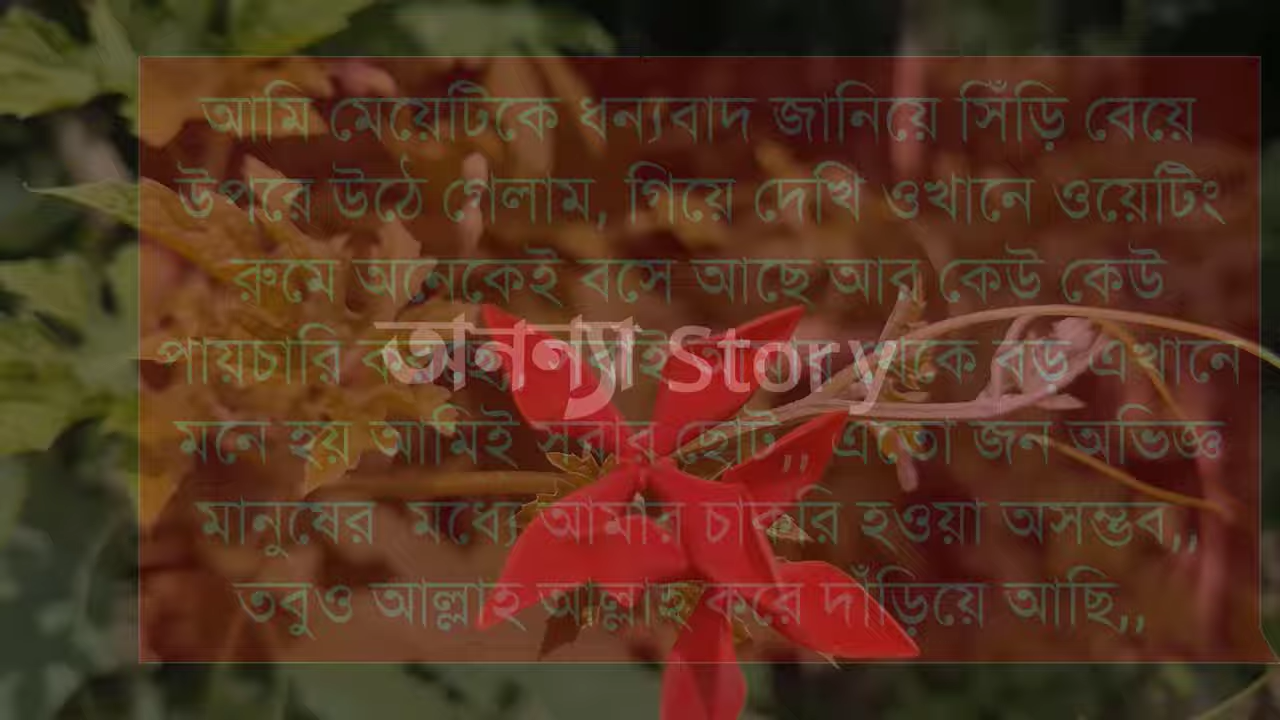 আমি মেয়েটিকে ধন্যবাদ জানিয়ে সিঁড়ি বেয়ে
উপরে উঠে গেলাম, গিয়ে দেখি ওখানে ওয়েটিং
রুমে অনেকেই বসে আছে আর কেউ কেউ
পায়চারি বড় এখানে
অনন্যা Story
মনে হয় আমিই সবার ছোট ,, এতো জন অভিজ্ঞ
মানুষের মধ্যে আমার চাকরি হওয়া অসম্ভব,,
তবুও আল্লাহ আল্লাহ করে দাঁড়িয়ে আছি,,